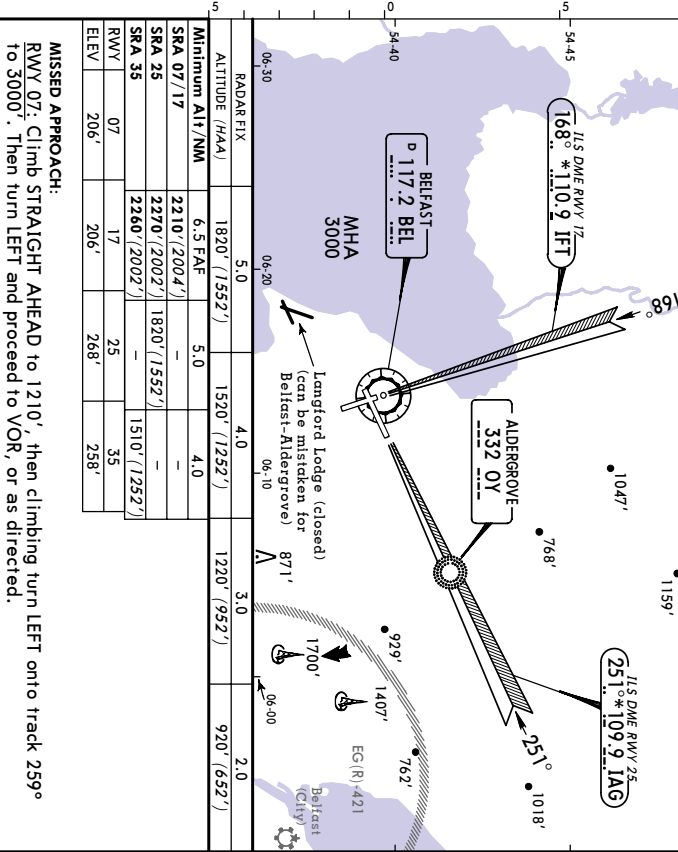 5
0
5
54-40
54-45
06-30
06-20
06-10
06-00
ILS DME RWY 17
168° *110.9 IFT
168°
BELFAST
D 117.2 BEL
MHA
3000
ALDERGROVE
332 OY
1047'
768'
1159'
ILS DME RWY 25
251° *109.9 IAG
251°
1018'
Langford Lodge (closed)
(can be mistaken for
Belfast-Aldergrove)
871'
929'
1700'
1407'
762'
EG(R)-421
Belfast
(City)
RADAR FIX 5.0 4.0 3.0 2.0
ALTITUDE (HAA) 1820' (1552') 1520' (1252') 1220' (952') 920' (652')
Minimum Alt/NM 6.5 FAF 5.0 4.0
SRA 07/17 2210' (2004') - -
SRA 25 2270' (2002') 1820' (1552') -
SRA 35 2260' (2002') - 1510' (1252')
RWY 07 17 25 35
ELEV 206' 206' 268' 258'
MISSED APPROACH:
RWY 07: Climb STRAIGHT AHEAD to 1210', then climbing turn LEFT onto track 259°
to 3000'. Then turn LEFT and proceed to VOR, or as directed.